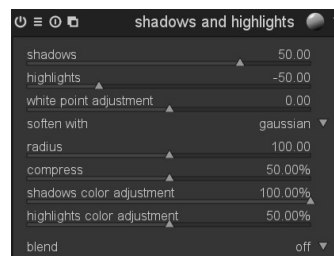 shadows and highlights
shadows 50.00
highlights -50.00
white point adjustment 0.00
soften with gaussian
radius 100.00
compress 50.00%
shadows color adjustment 100.00%
highlights color adjustment 50.00%
blend off